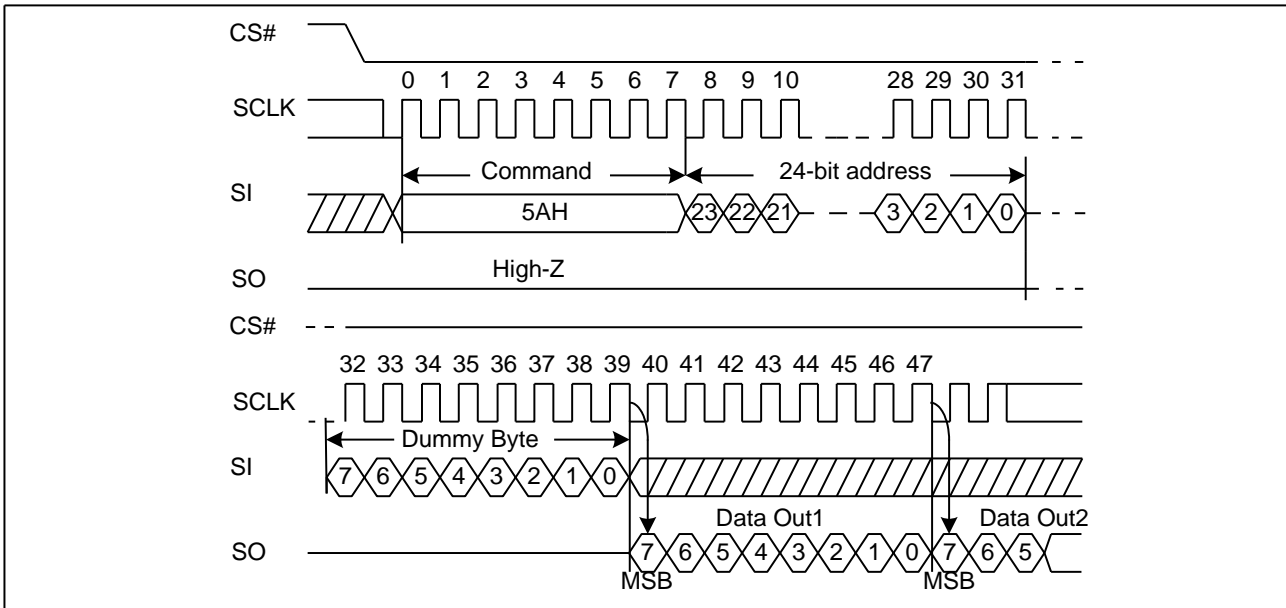 CS#
0 1 2 3 4 5 6 7 8 9 10 28 29 30 31
SCLK
Command 24-bit address
SI
5AH 23 22 21 3 2 1 0
High-Z
SO
CS#
32 33 34 35 36 37 38 39 40 41 42 43 44 45 46 47
SCLK
Dummy Byte
SI
7 6 5 4 3 2 1 0
Data Out1 Data Out2
SO
7 6 5 4 3 2 1 0 7 6 5
MSB MSB